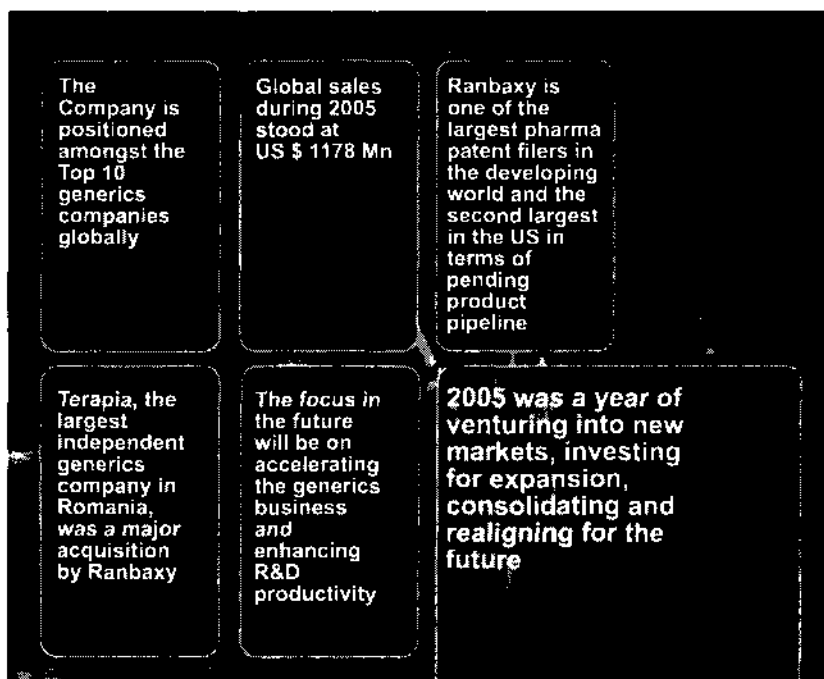 The
Company is
positioned
amongst the
Top 10
generics
companies
globally
Global sales
during 2005
stood at
US $ 1178 Mn
Ranbaxy is
one of the
largest pharma
patent filers in
the developing
world and the
second largest
in the US in
terms of
pending
product
pipeline
Terapia, the
largest
independent
generics
company in
Romania,
was a major
acquisition
by Ranbaxy
The focus in
the future
will be on
accelerating
the generics
business
and
enhancing
R&D
productivity
2005 was a year of
venturing into new
markets, investing
for expansion,
consolidating and
realigning for the
future